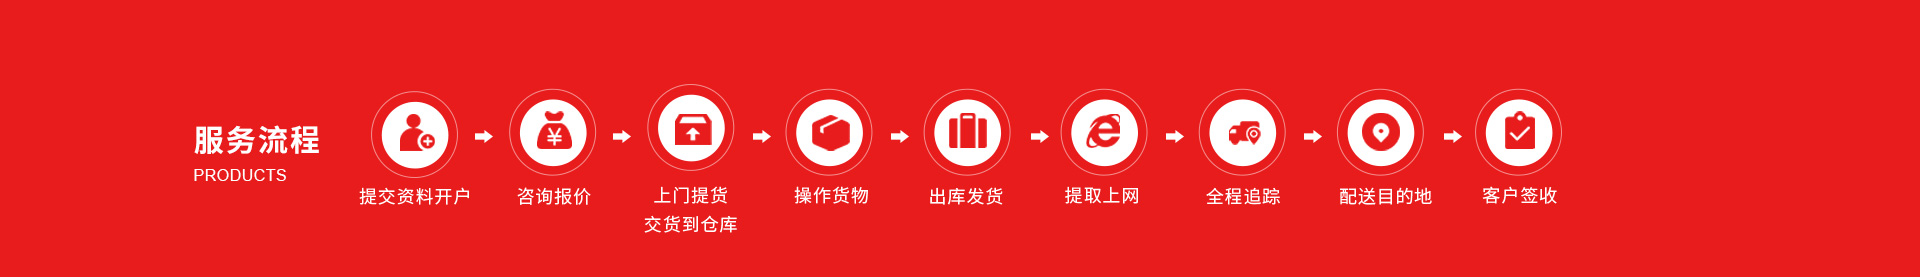 服务流程
PRODUCTS
提交资料开户
咨询报价
上门提货
交货到仓库
操作货物
出库发货
提取上网
全程追踪
配送目的地
客户签收